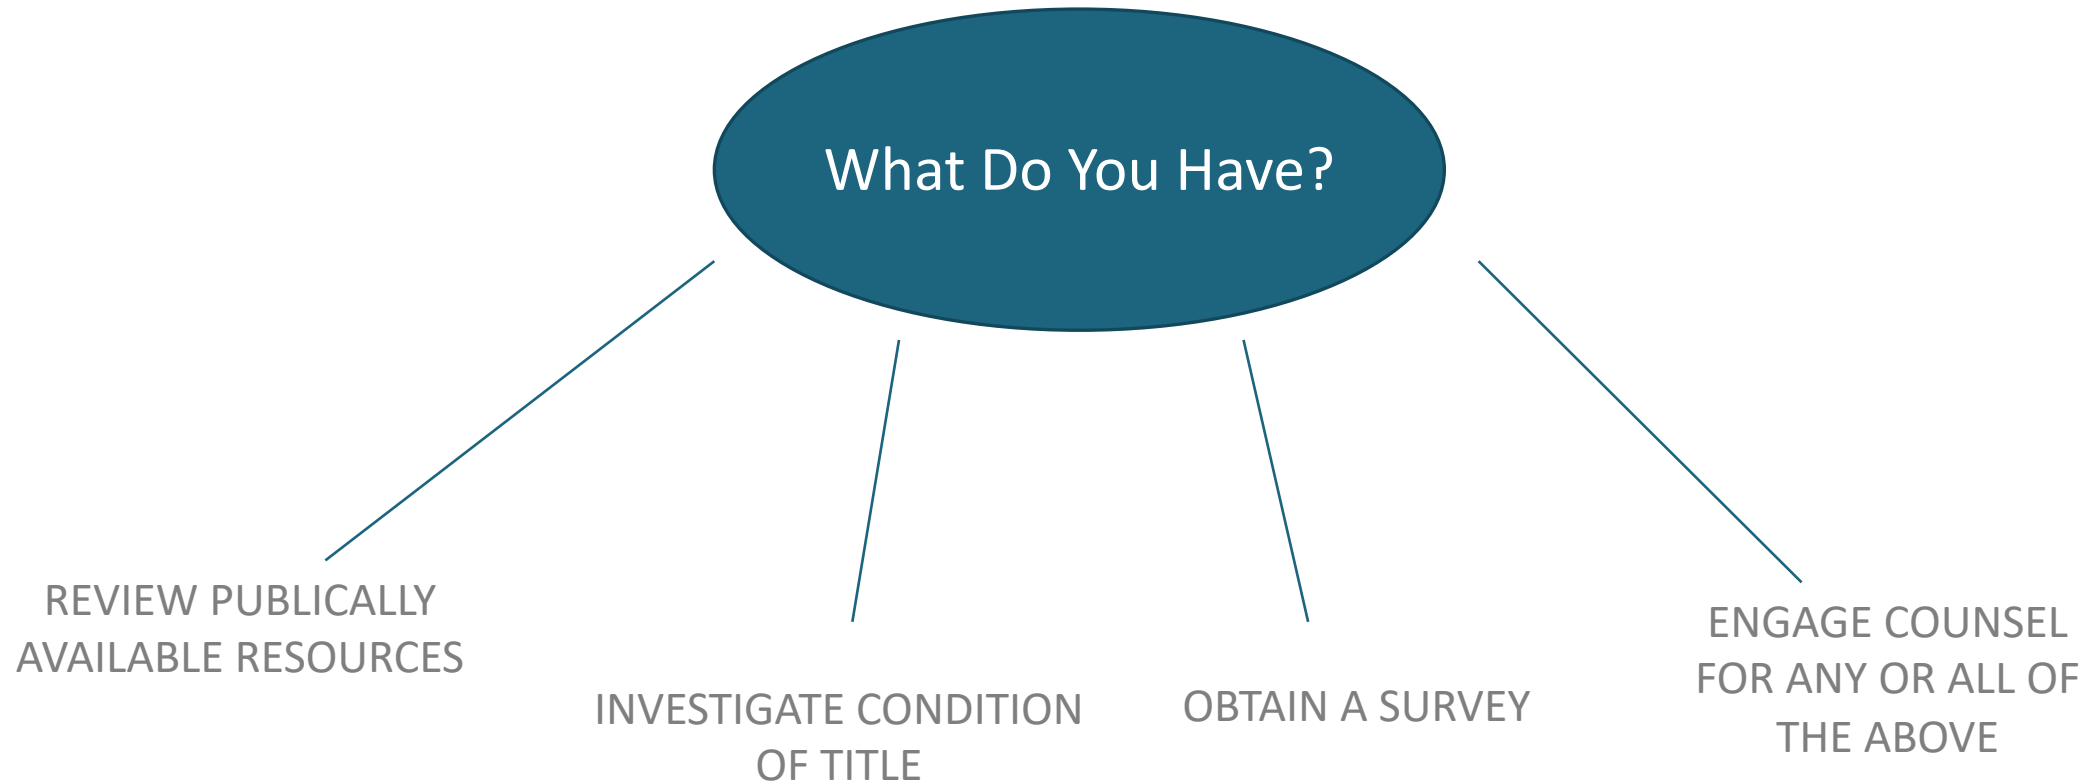 What Do You Have?
REVIEW PUBLICALLY
AVAILABLE RESOURCES
INVESTIGATE CONDITION
OF TITLE
OBTAIN A SURVEY
ENGAGE COUNSEL
FOR ANY OR ALL OF
THE ABOVE